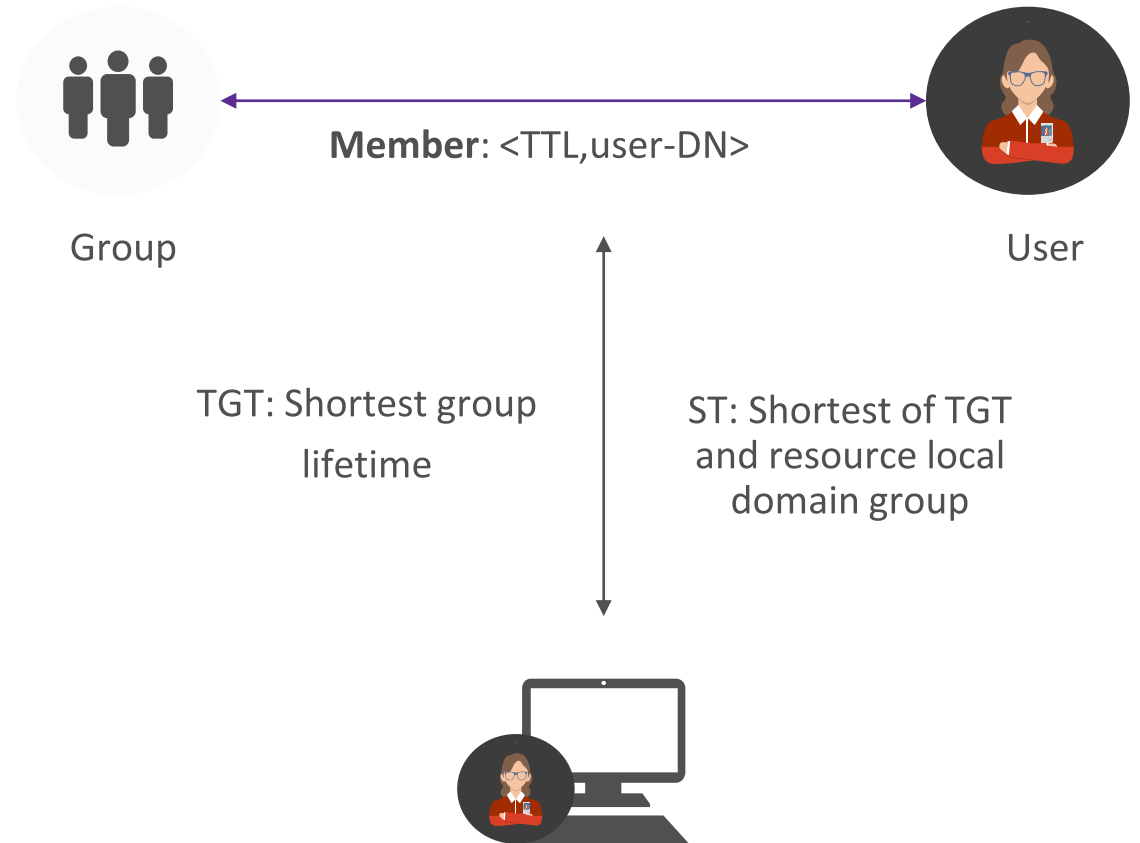 Member: <TTL,user-DN>
Group
User
TGT: Shortest group
lifetime
ST: Shortest of TGT
and resource local
domain group